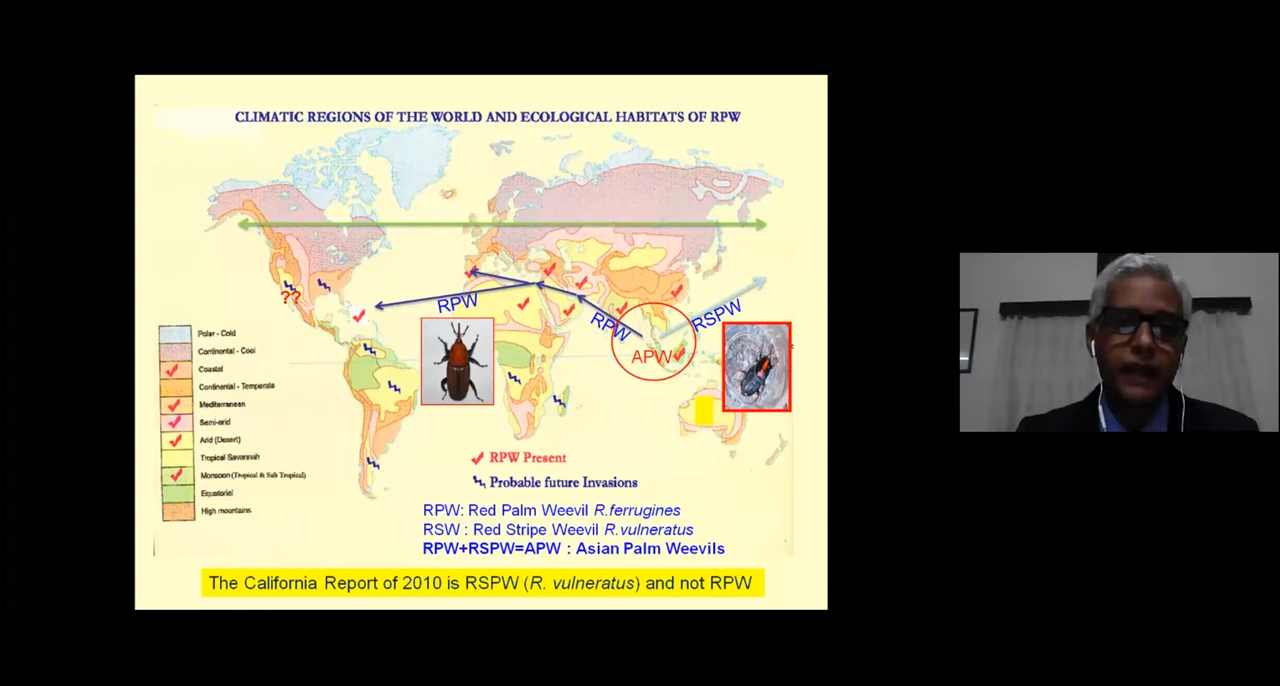 CLIMATIC REGIONS OF THE WORLD AND ECOLOGICAL HABITATS OF RPW
??
RPW
RPW
RSPW
APW
Polar - Cold
Continental - Cool
Coastal
Continental - Temperate
Mediterranean
Semi-arid
Arid (Desert)
Tropical Savannah
Monsoon (Tropical & Sub Tropical)
Equatorial
High mountains
RPW Present
Probable future Invasions
RPW: Red Palm Weevil R.ferrugines
RSW : Red Stripe Weevil R.vulneratus
RPW+RSPW=APW : Asian Palm Weevils
The California Report of 2010 is RSPW (R. vulneratus) and not RPW